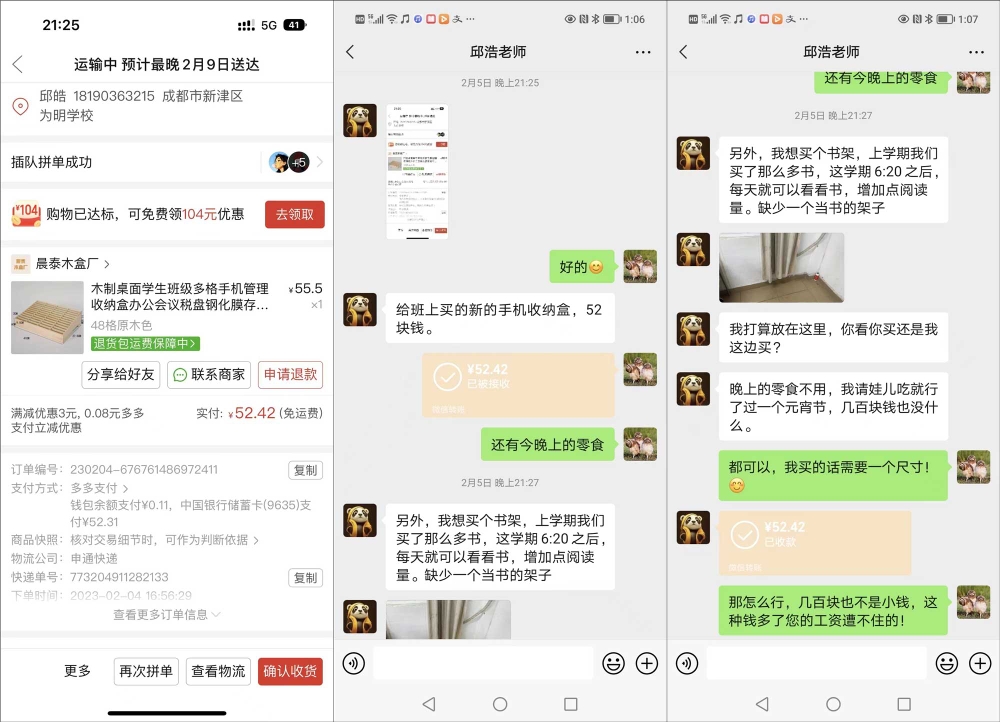 21:25
5G 41
运输中 预计最晚2月9日送达
邱皓 18190363215 成都市新津区
为明学校
插队拼单成功
+5
¥104
购物已达标，可免费领104元优惠
去领取
晨泰木盒厂
木制桌面学生班级多格手机管理
收纳盒办公会议税盘钢化膜存...
¥55.5
×1
48格原木色
退货包运费保障中
分享给好友
联系商家
申请退款
满减优惠3元, 0.08元多多
支付立减优惠
实付: ¥52.42 (免运费)
订单编号: 230204-676761486972411
复制
支付方式: 多多支付
钱包余额支付¥0.11, 中国银行储蓄卡(9635)支
付¥52.31
商品快照: 核对交易细节时，可作为判断依据
物流公司: 申通快递
快递单号: 773204911282133
复制
下单时间: 2023-02-04 16:56:29
查看更多订单信息
更多
再次拼单
查看物流
确认收货
1:06
邱浩老师
2月5日 晚上21:25
好的
给班上买的新的手机收纳盒，52
块钱。
¥52.42
已被接收
还有今晚上的零食
2月5日 晚上21:27
另外，我想买个书架，上学期我们
买了那么多书，这学期 6:20 之后，
每天就可以看看书，增加点阅读
量。缺少一个当书的架子
1:07
邱浩老师
还有今晚上的零食
2月5日 晚上21:27
另外，我想买个书架，上学期我们
买了那么多书，这学期 6:20 之后，
每天就可以看看书，增加点阅读
量。缺少一个当书的架子
我打算放在这里，你看你买还是我
这边买？
晚上的零食不用，我请娃儿吃就行
了过一个元宵节，几百块钱也没什
么。
都可以，我买的话需要一个尺寸！
¥52.42
已收款
那怎么行，几百块也不是小钱，这
种钱多了您的工资遭不住的！